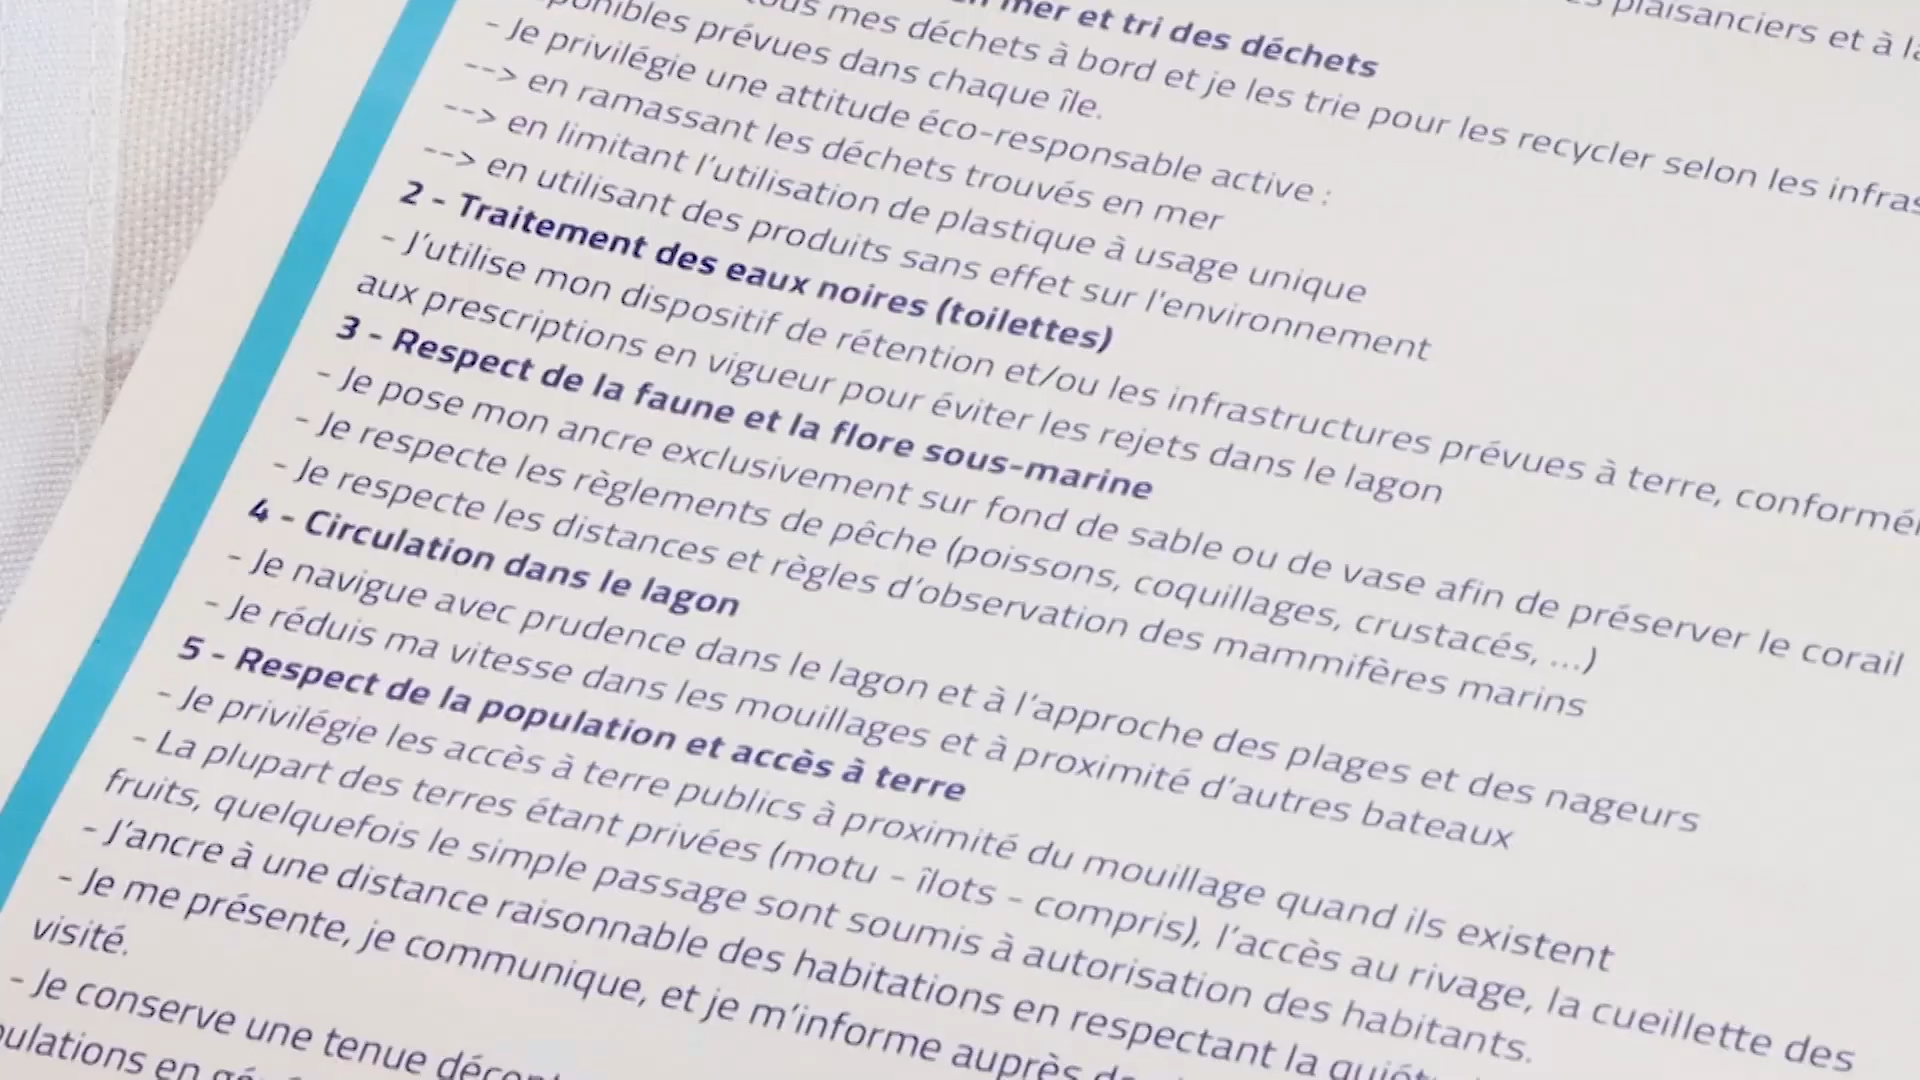 plaisanciers et à
mer et tri des déchets
mes déchets à bord et je les trie pour les recycler selon les
prévues dans chaque île.
- Je privilégie une attitude éco-responsable active :
--> en ramassant les déchets trouvés en mer
--> en limitant l'utilisation de plastique à usage unique
--> en utilisant des produits sans effet sur l'environnement
2 - Traitement des eaux noires (toilettes)
- J'utilise mon dispositif de rétention et/ou les infrastructures prévues à terre,
aux prescriptions en vigueur pour éviter les rejets dans le lagon
3 - Respect de la faune et la flore sous-marine
- Je pose mon ancre exclusivement sur fond de sable ou de vase afin de préserver le corail
- Je respecte les règlements de pêche (poissons, coquillages, crustacés, ...)
- Je respecte les distances et règles d'observation des mammifères marins
4 - Circulation dans le lagon
- Je navigue avec prudence dans le lagon et à l'approche des plages et des nageurs
- Je réduis ma vitesse dans les mouillages et à proximité d'autres bateaux
5 - Respect de la population et accès à terre
- Je privilégie les accès à terre publics à proximité du mouillage quand ils existent
- La plupart des terres étant privées (motu - îlots - compris), l'accès au rivage, la cueillette des
fruits, quelquefois le simple passage sont soumis à autorisation des habitants.
- J'ancre à une distance raisonnable des habitations en respectant la
- Je me présente, je communique, et je m'informe auprès
visité.
- Je conserve une tenue
en